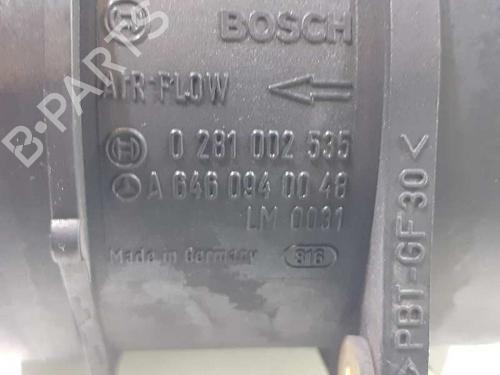 BOSCH
AIR-FLOW
0 281 002 535
A 646 094 00 48
LM 0031
Made in Germany 816
>PBT-GF30<
B-PARTS